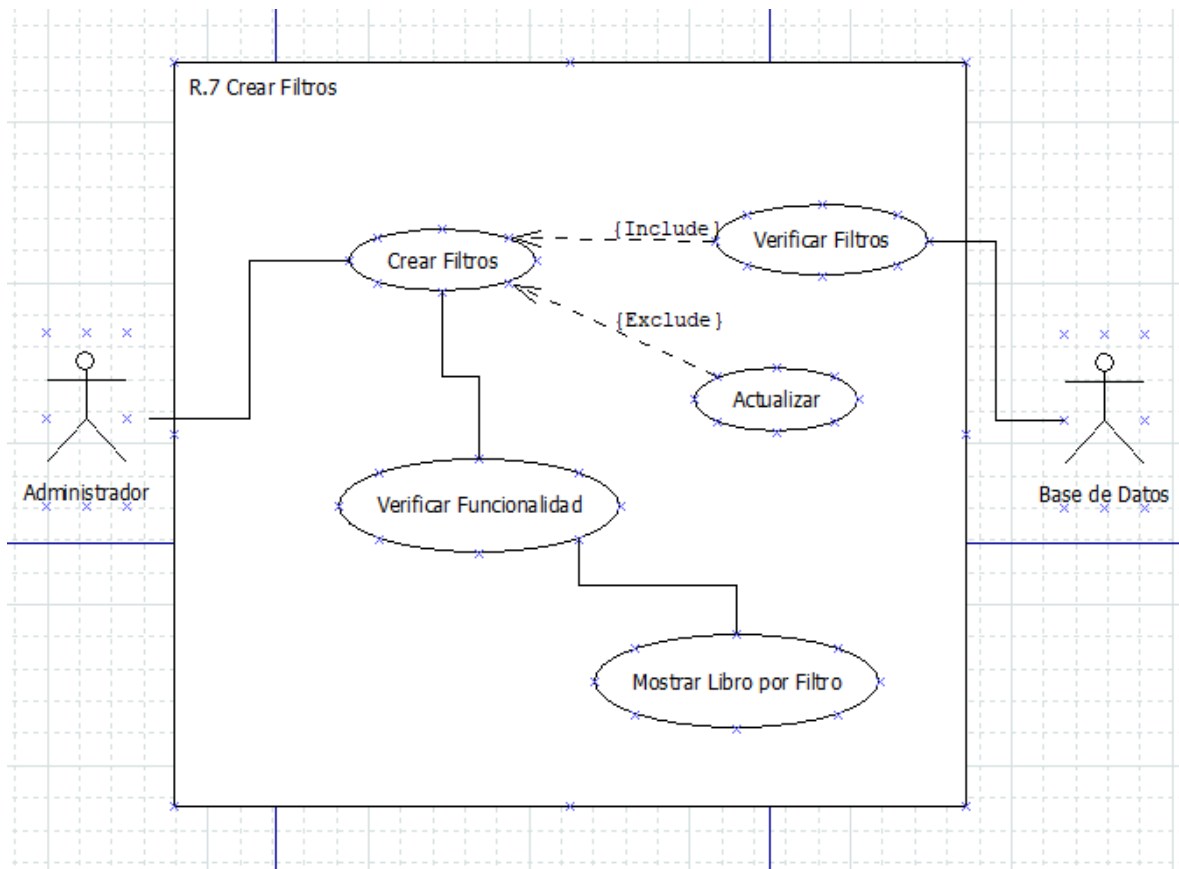 R.7 Crear Filtros
{Include}
Verificar Filtros
Crear Filtros
{Exclude}
Actualizar
Administrador
Base de Datos
Verificar Funcionalidad
Mostrar Libro por Filtro